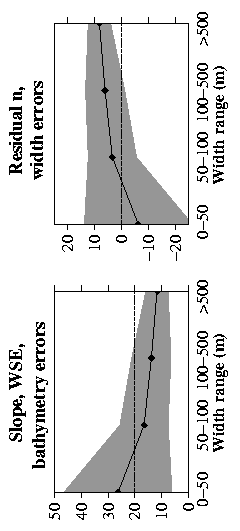 Slope, WSE,
bathymetry errors
50
40
30
20
10
0
0–50 50–100 100–500 >500
Width range (m)
Residual n,
width errors
20
10
0
−10
−20
0–50 50–100 100–500 >500
Width range (m)